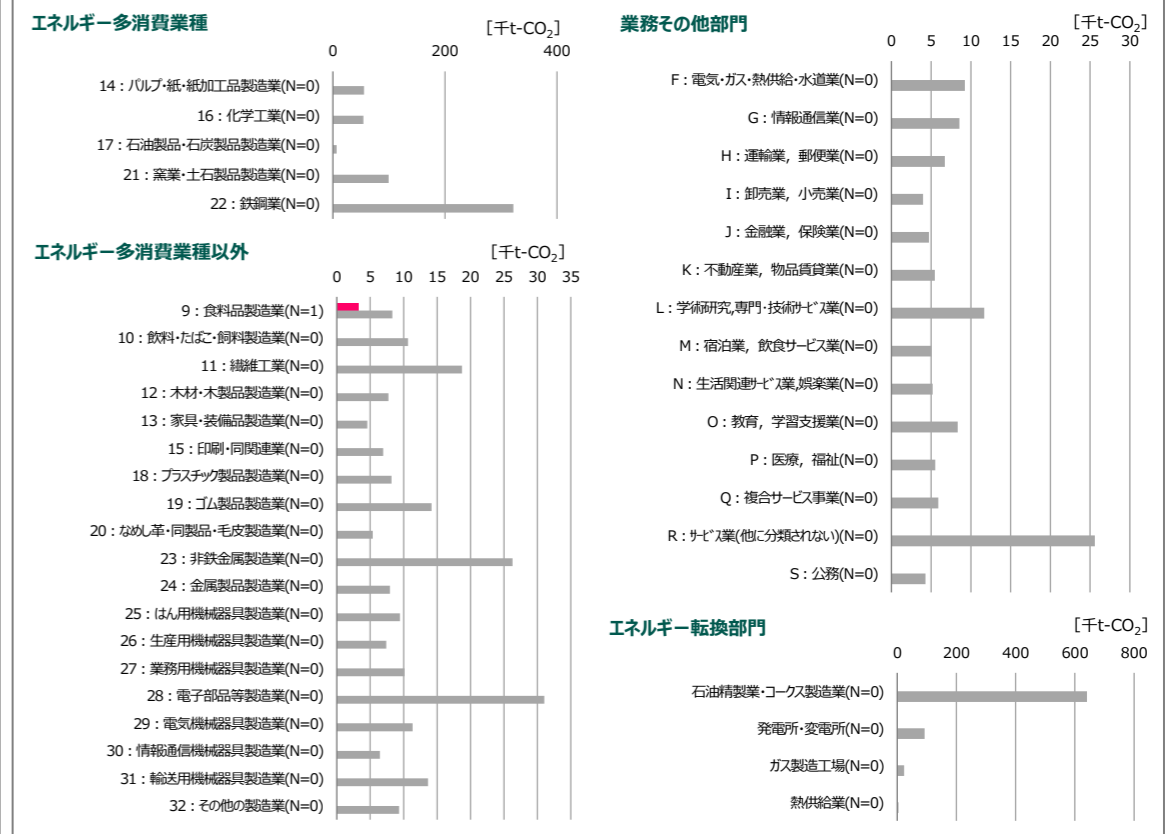 エネルギー多消費業種
[千t-CO2]
0 200 400
14：パルプ・紙・紙加工品製造業(N=0)
16：化学工業(N=0)
17：石油製品・石炭製品製造業(N=0)
21：窯業・土石製品製造業(N=0)
22：鉄鋼業(N=0)
エネルギー多消費業種以外
[千t-CO2]
0 5 10 15 20 25 30 35
9：食料品製造業(N=1)
10：飲料・たばこ・飼料製造業(N=0)
11：繊維工業(N=0)
12：木材・木製品製造業(N=0)
13：家具・装備品製造業(N=0)
15：印刷・同関連業(N=0)
18：プラスチック製品製造業(N=0)
19：ゴム製品製造業(N=0)
20：なめし革・同製品・毛皮製造業(N=0)
23：非鉄金属製造業(N=0)
24：金属製品製造業(N=0)
25：はん用機械器具製造業(N=0)
26：生産用機械器具製造業(N=0)
27：業務用機械器具製造業(N=0)
28：電子部品等製造業(N=0)
29：電気機械器具製造業(N=0)
30：情報通信機械器具製造業(N=0)
31：輸送用機械器具製造業(N=0)
32：その他の製造業(N=0)
業務その他部門
[千t-CO2]
0 5 10 15 20 25 30
F：電気・ガス・熱供給・水道業(N=0)
G：情報通信業(N=0)
H：運輸業，郵便業(N=0)
I：卸売業，小売業(N=0)
J：金融業，保険業(N=0)
K：不動産業，物品賃貸業(N=0)
L：学術研究,専門・技術ｻｰﾋﾞｽ業(N=0)
M：宿泊業，飲食サービス業(N=0)
N：生活関連ｻｰﾋﾞｽ業,娯楽業(N=0)
O：教育，学習支援業(N=0)
P：医療，福祉(N=0)
Q：複合サービス事業(N=0)
R：ｻｰﾋﾞｽ業(他に分類されない)(N=0)
S：公務(N=0)
エネルギー転換部門
[千t-CO2]
0 200 400 600 800
石油精製業・コークス製造業(N=0)
発電所・変電所(N=0)
ガス製造工場(N=0)
熱供給業(N=0)